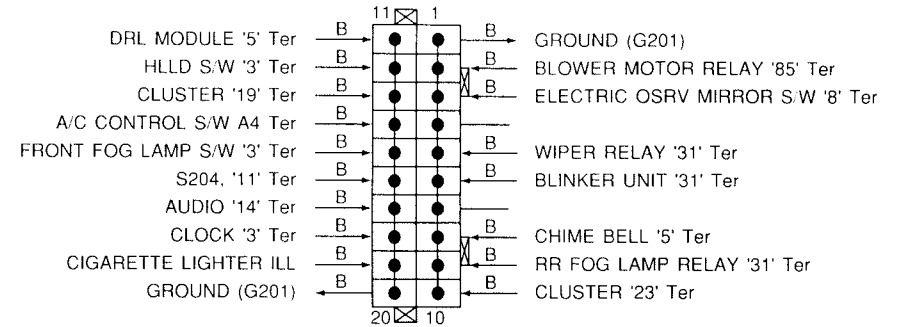 11 1
DRL MODULE '5' Ter B B GROUND (G201)
HLLD S/W '3' Ter B B BLOWER MOTOR RELAY '85' Ter
CLUSTER '19' Ter B B ELECTRIC OSRV MIRROR S/W '8' Ter
A/C CONTROL S/W A4 Ter B
FRONT FOG LAMP S/W '3' Ter B B WIPER RELAY '31' Ter
S204, '11' Ter B B BLINKER UNIT '31' Ter
AUDIO '14' Ter B
CLOCK '3' Ter B B CHIME BELL '5' Ter
CIGARETTE LIGHTER ILL B B RR FOG LAMP RELAY '31' Ter
GROUND (G201) B B CLUSTER '23' Ter
20 10